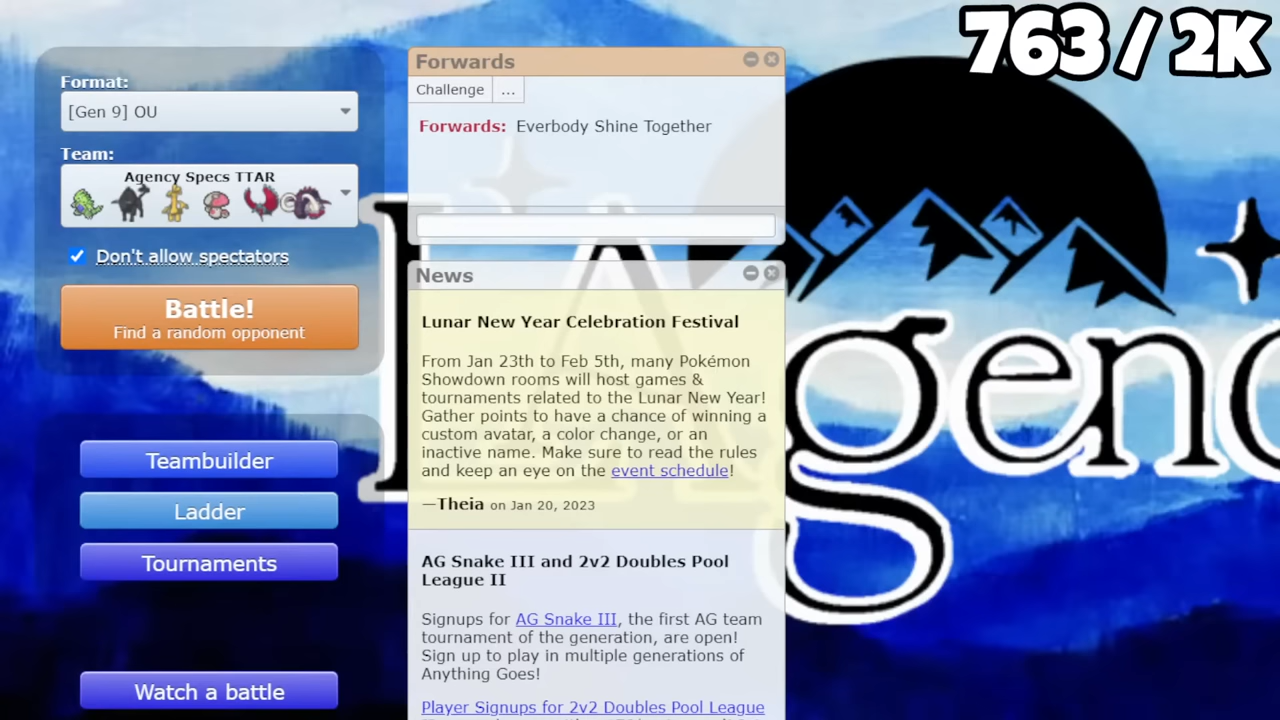 763 / 2K
Format:
[Gen 9] OU
Team:
Agency Specs TTAR
Don't allow spectators
Battle!
Find a random opponent
Teambuilder
Ladder
Tournaments
Watch a battle
Forwards
Challenge
...
Forwards: Everbody Shine Together
News
Lunar New Year Celebration Festival
From Jan 23th to Feb 5th, many Pokémon
Showdown rooms will host games &
tournaments related to the Lunar New Year!
Gather points to have a chance of winning a
custom avatar, a color change, or an
inactive name. Make sure to read the rules
and keep an eye on the event schedule!
—Theia on Jan 20, 2023
AG Snake III and 2v2 Doubles Pool
League II
Signups for AG Snake III, the first AG team
tournament of the generation, are open!
Sign up to play in multiple generations of
Anything Goes!
Player Signups for 2v2 Doubles Pool League